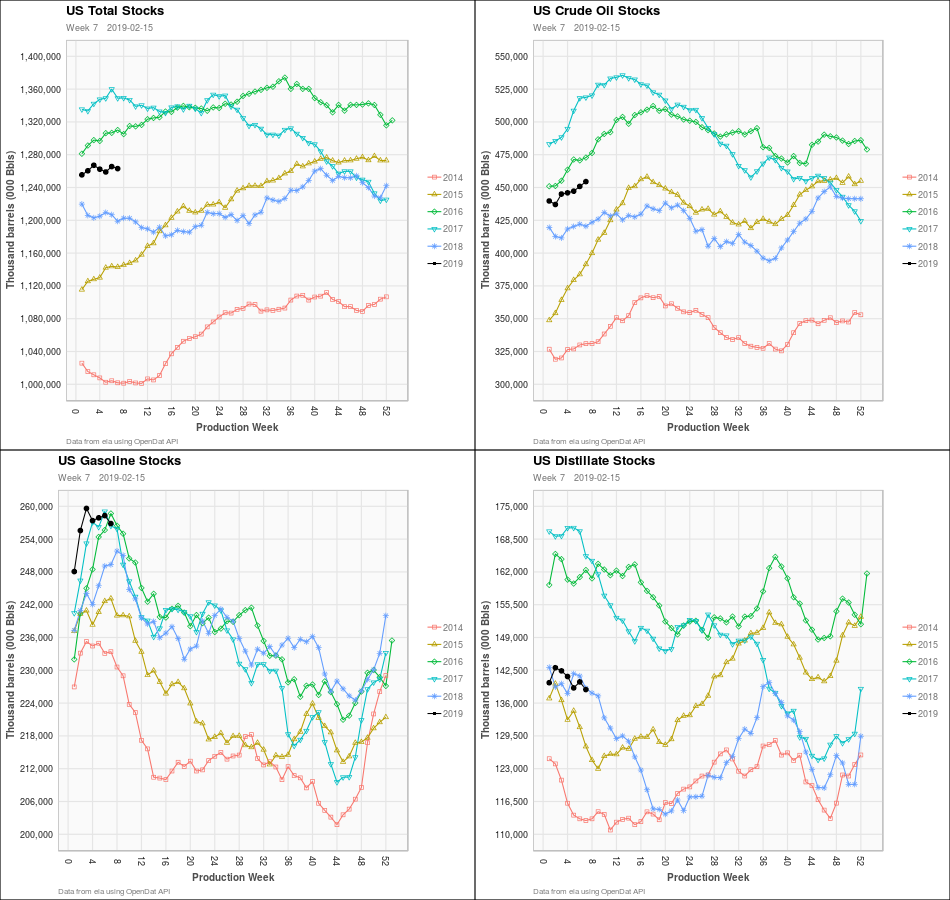 US Total Stocks
Week 7 2019-02-15
Thousand barrels (000 Bbls)
1,400,000
1,360,000
1,320,000
1,280,000
1,240,000
1,200,000
1,160,000
1,120,000
1,080,000
1,040,000
1,000,000
0 4 8 12 16 20 24 28 32 36 40 44 48 52
Production Week
Data from eia using OpenDat API
2014
2015
2016
2017
2018
2019
US Crude Oil Stocks
Week 7 2019-02-15
Thousand barrels (000 Bbls)
550,000
525,000
500,000
475,000
450,000
425,000
400,000
375,000
350,000
325,000
300,000
0 4 8 12 16 20 24 28 32 36 40 44 48 52
Production Week
Data from eia using OpenDat API
2014
2015
2016
2017
2018
2019
US Gasoline Stocks
Week 7 2019-02-15
Thousand barrels (000 Bbls)
260,000
254,000
248,000
242,000
236,000
230,000
224,000
218,000
212,000
206,000
200,000
0 4 8 12 16 20 24 28 32 36 40 44 48 52
Production Week
Data from eia using OpenDat API
2014
2015
2016
2017
2018
2019
US Distillate Stocks
Week 7 2019-02-15
Thousand barrels (000 Bbls)
175,000
168,500
162,000
155,500
149,000
142,500
136,000
129,500
123,000
116,500
110,000
0 4 8 12 16 20 24 28 32 36 40 44 48 52
Production Week
Data from eia using OpenDat API
2014
2015
2016
2017
2018
2019